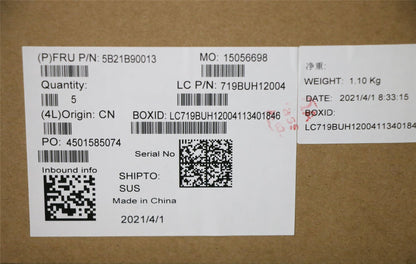 (P)FRU P/N: 5B21B90013
MO: 15056698
Quantity:
5
LC P/N: 719BUH12004
(4L)Origin: CN
BOXID: LC719BUH12004113401846
PO: 4501585074
Serial No
Inbound info
SHIPTO:
SUS
Made in China
2021/4/1
净重:
WEIGHT: 1.10 Kg
DATE: 2021/4/1 8:33:15
BOXID:
LC719BUH12004113401846